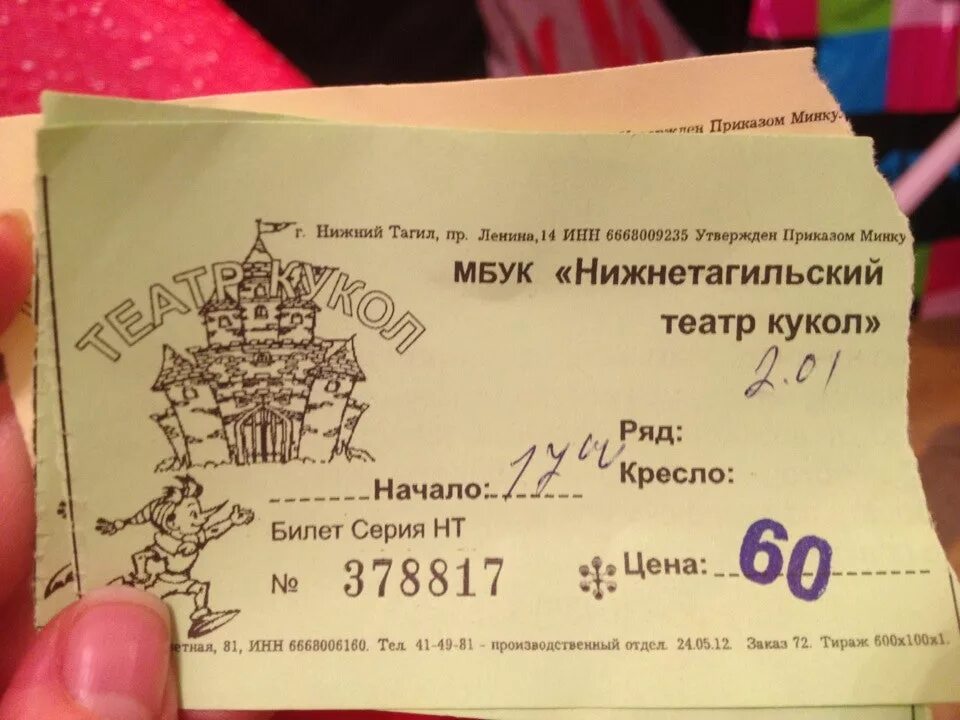 Приказом Минку
г. Нижний Тагил, пр. Ленина,14 ИНН 6668009235 Утвержден Приказом Минку
ТЕАТР КУКОЛ
МБУК «Нижнетагильский
театр кукол»
2.01
Ряд:
Начало: 17 00
Кресло:
Билет Серия НТ
№ 378817
Цена: 60
81, ИНН 6668006160. Тел. 41-49-81 - производственный отдел. 24.05.12. Заказ 72. Тираж 600х100х1.